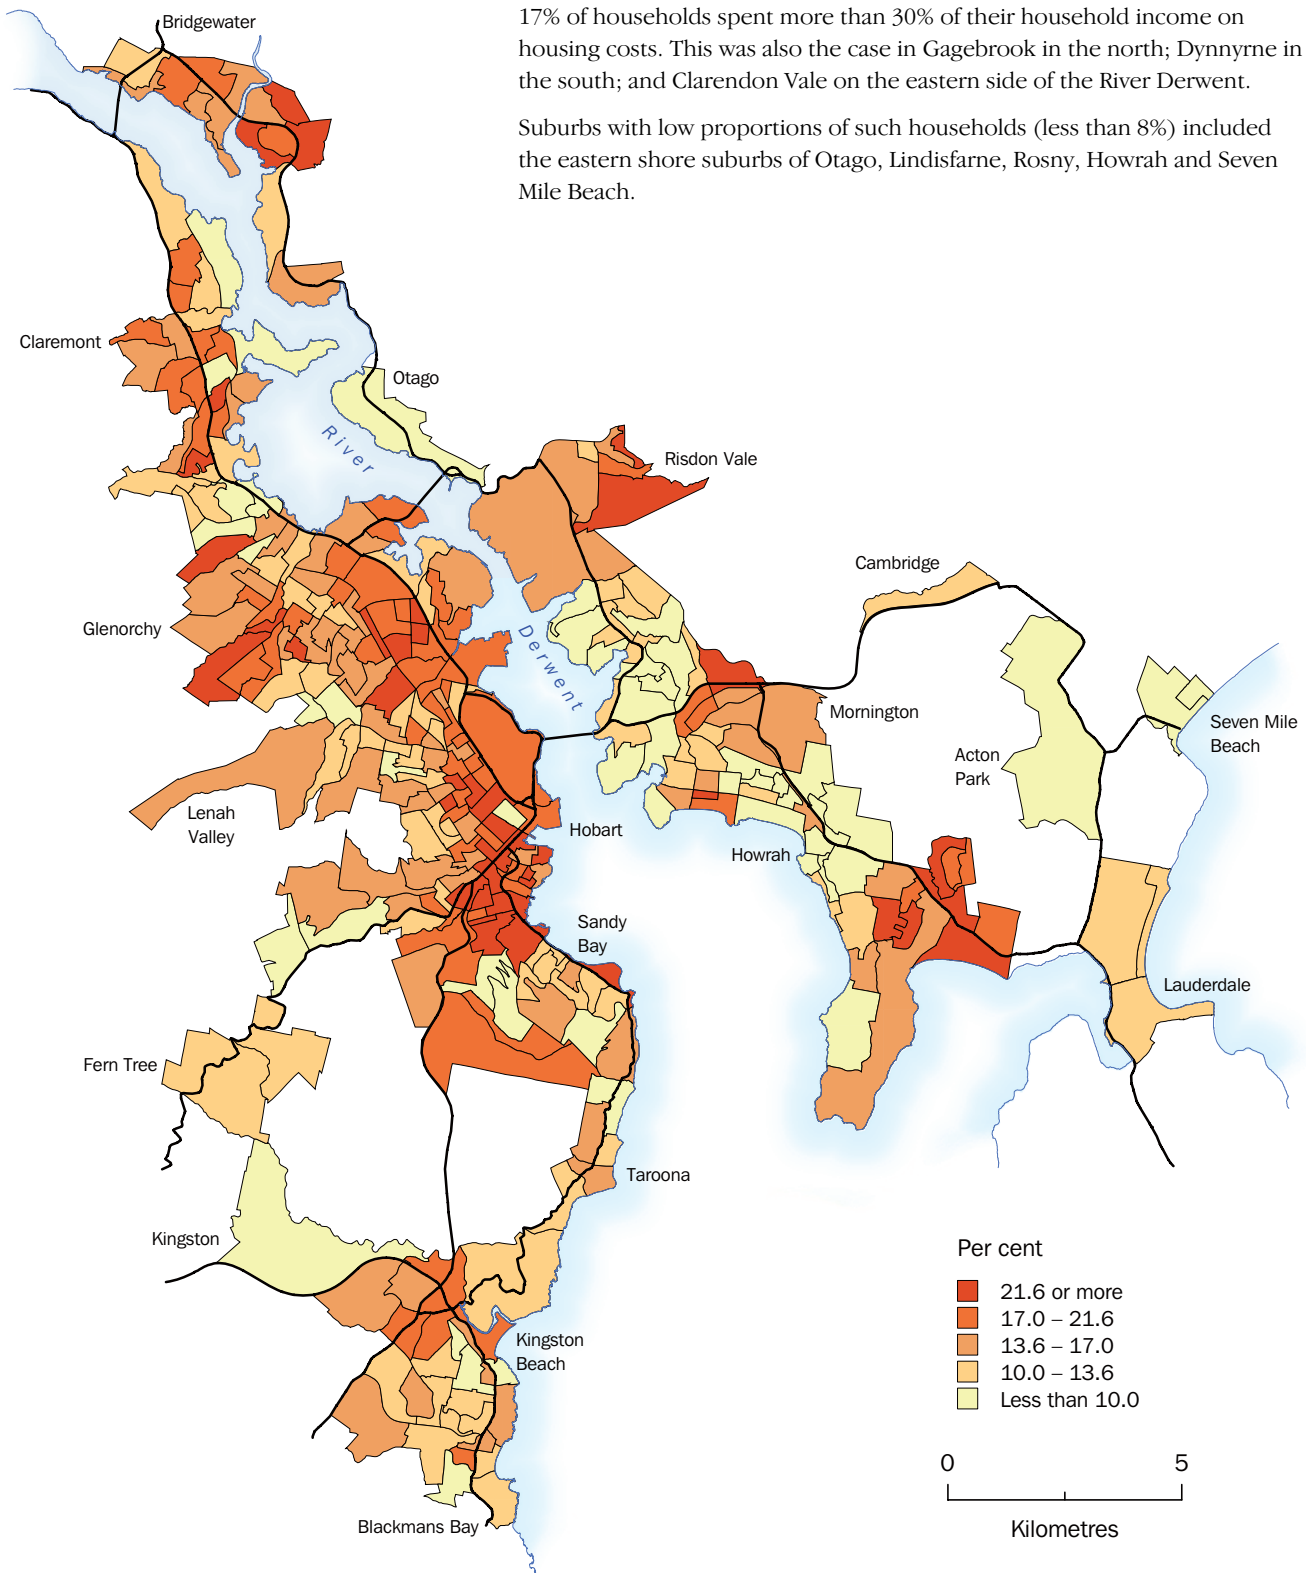 17% of households spent more than 30% of their household income on
housing costs. This was also the case in Gagebrook in the north; Dynnyrne in
the south; and Clarendon Vale on the eastern side of the River Derwent.
Suburbs with low proportions of such households (less than 8%) included
the eastern shore suburbs of Otago, Lindisfarne, Rosny, Howrah and Seven
Mile Beach.
Bridgewater
Claremont
Otago
River
Risdon Vale
Cambridge
Glenorchy
Derwent
Mornington
Seven Mile
Beach
Acton
Park
Lenah
Valley
Hobart
Howrah
Sandy
Bay
Lauderdale
Fern Tree
Taroona
Kingston
Kingston
Beach
Blackmans Bay
Per cent
21.6 or more
17.0 – 21.6
13.6 – 17.0
10.0 – 13.6
Less than 10.0
0 5
Kilometres